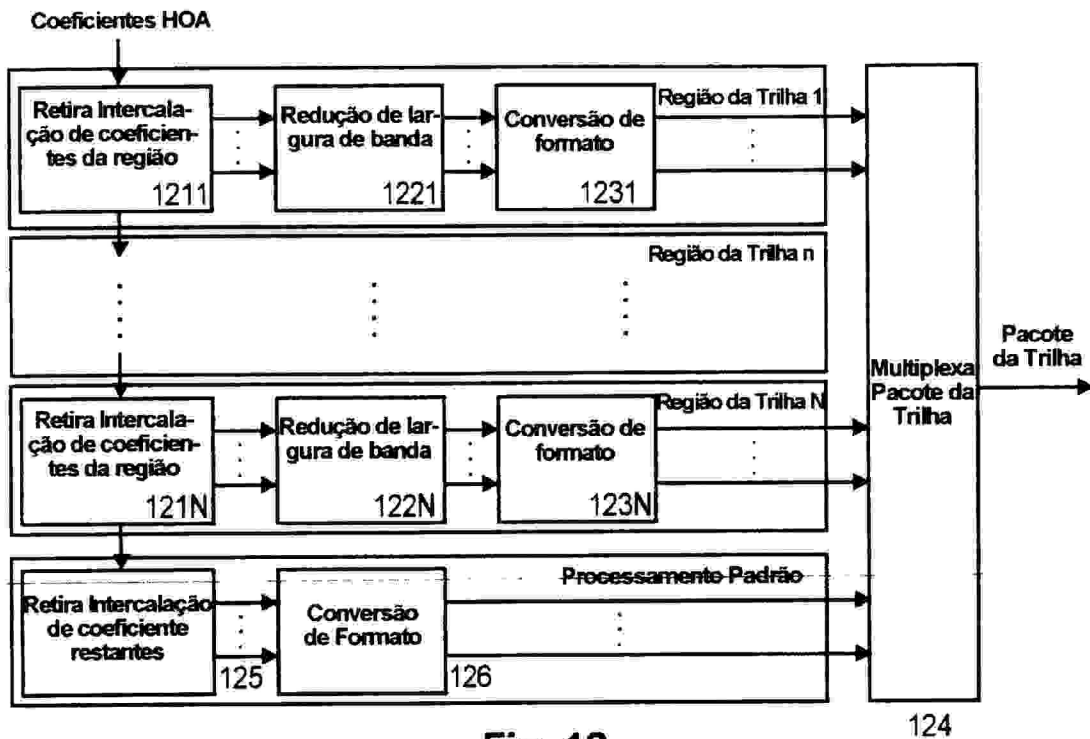 Coeficientes HOA
Retira Intercala-
ção de coeficien-
tes da região
1211
Redução de lar-
gura de banda
1221
Conversão de
formato
1231
Região da Trilha 1
Região da Trilha n
Retira Intercala-
ção de coeficien-
tes da região
121N
Redução de lar-
gura de banda
122N
Conversão de
formato
123N
Região da Trilha N
Retira Intercalação
de coeficiente
restantes
125
Conversão
de Formato
126
Processamento Padrão
Multiplexa
Pacote da
Trilha
124
Pacote
da Trilha